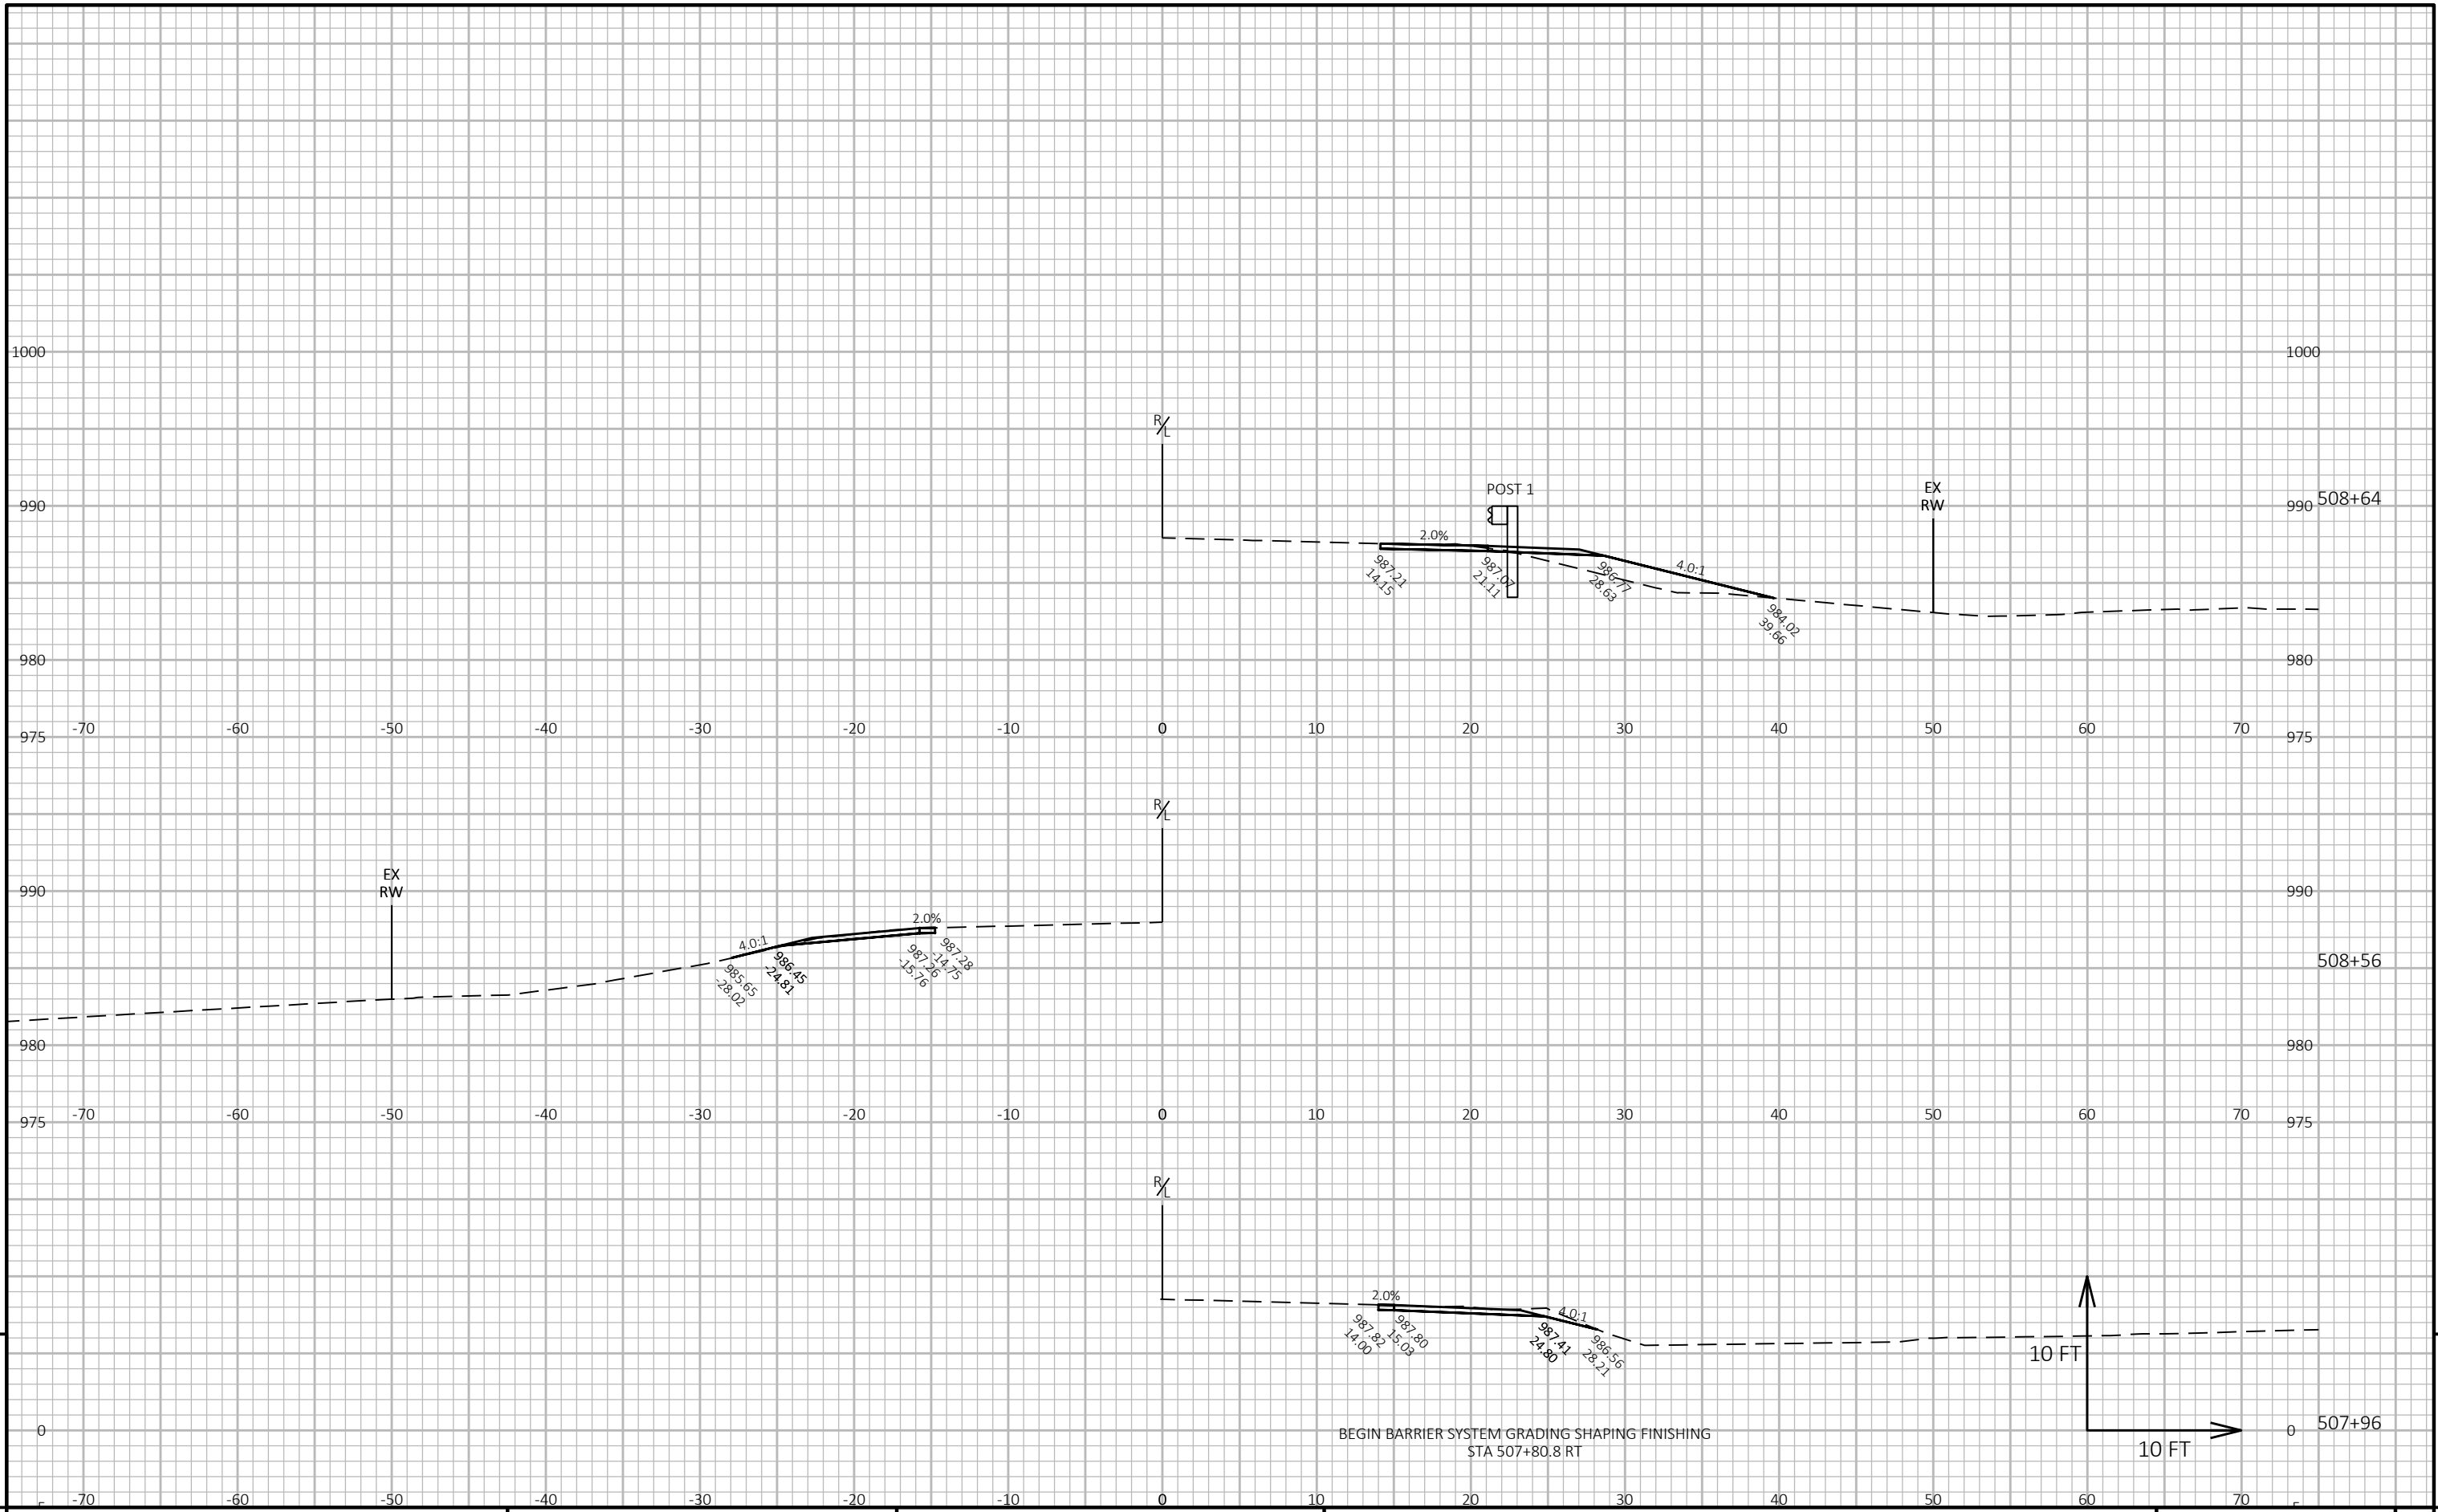 1000 1000
R/L
POST 1
EX
RW
990 990 508+64
2.0%
4.0:1
987.21
14.15
987.07
21.11
986.77
28.63
984.02
39.66
980 980
-70 -60 -50 -40 -30 -20 -10 0 10 20 30 40 50 60 70
975 975
R/L
EX
RW
990 990
2.0%
4.0:1
985.65
-28.02
986.45
-24.81
987.26
-15.76
987.28
-14.75
508+56
980 980
-70 -60 -50 -40 -30 -20 -10 0 10 20 30 40 50 60 70
975 975
R/L
2.0%
4.0:1
987.82
14.00
987.80
15.03
987.41
24.80
986.56
28.21
10 FT
0 0 507+96
BEGIN BARRIER SYSTEM GRADING SHAPING FINISHING
STA 507+80.8 RT
10 FT
-70 -60 -50 -40 -30 -20 -10 0 10 20 30 40 50 60 70